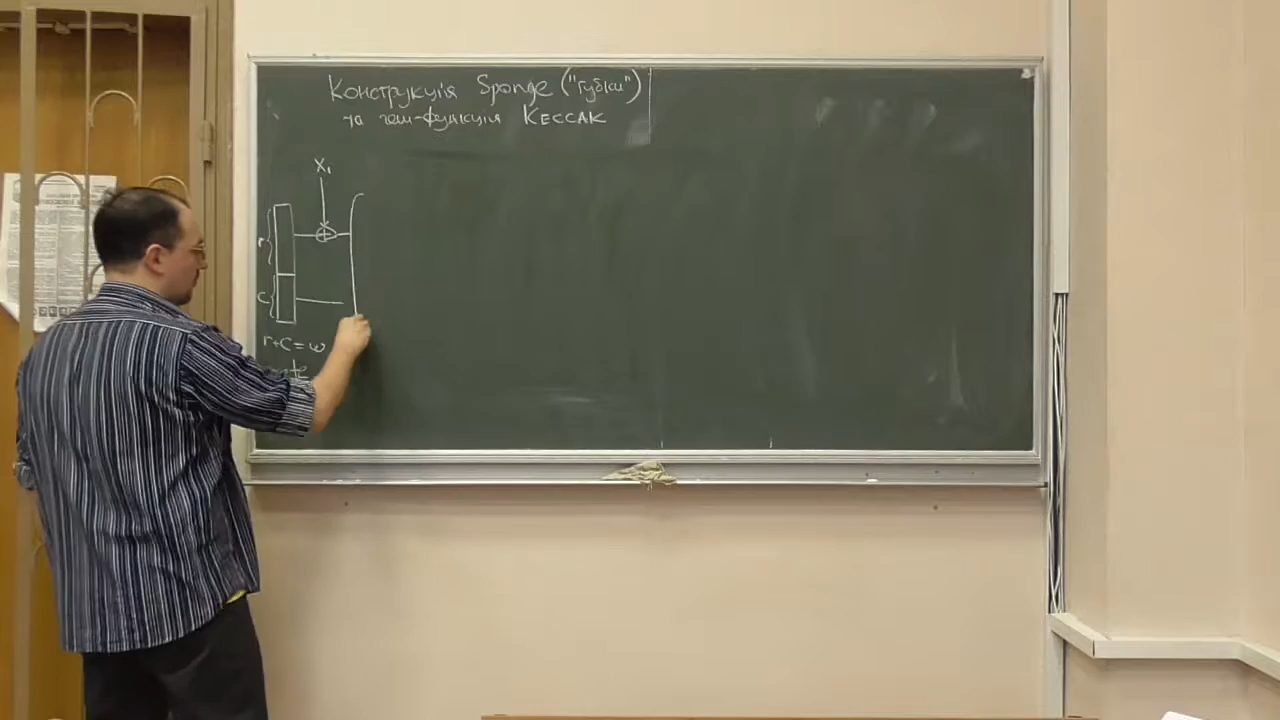 Конструкція Sponge ("Губки")
та геш-функція KECCAK
X₁
r
C
r+C = ω